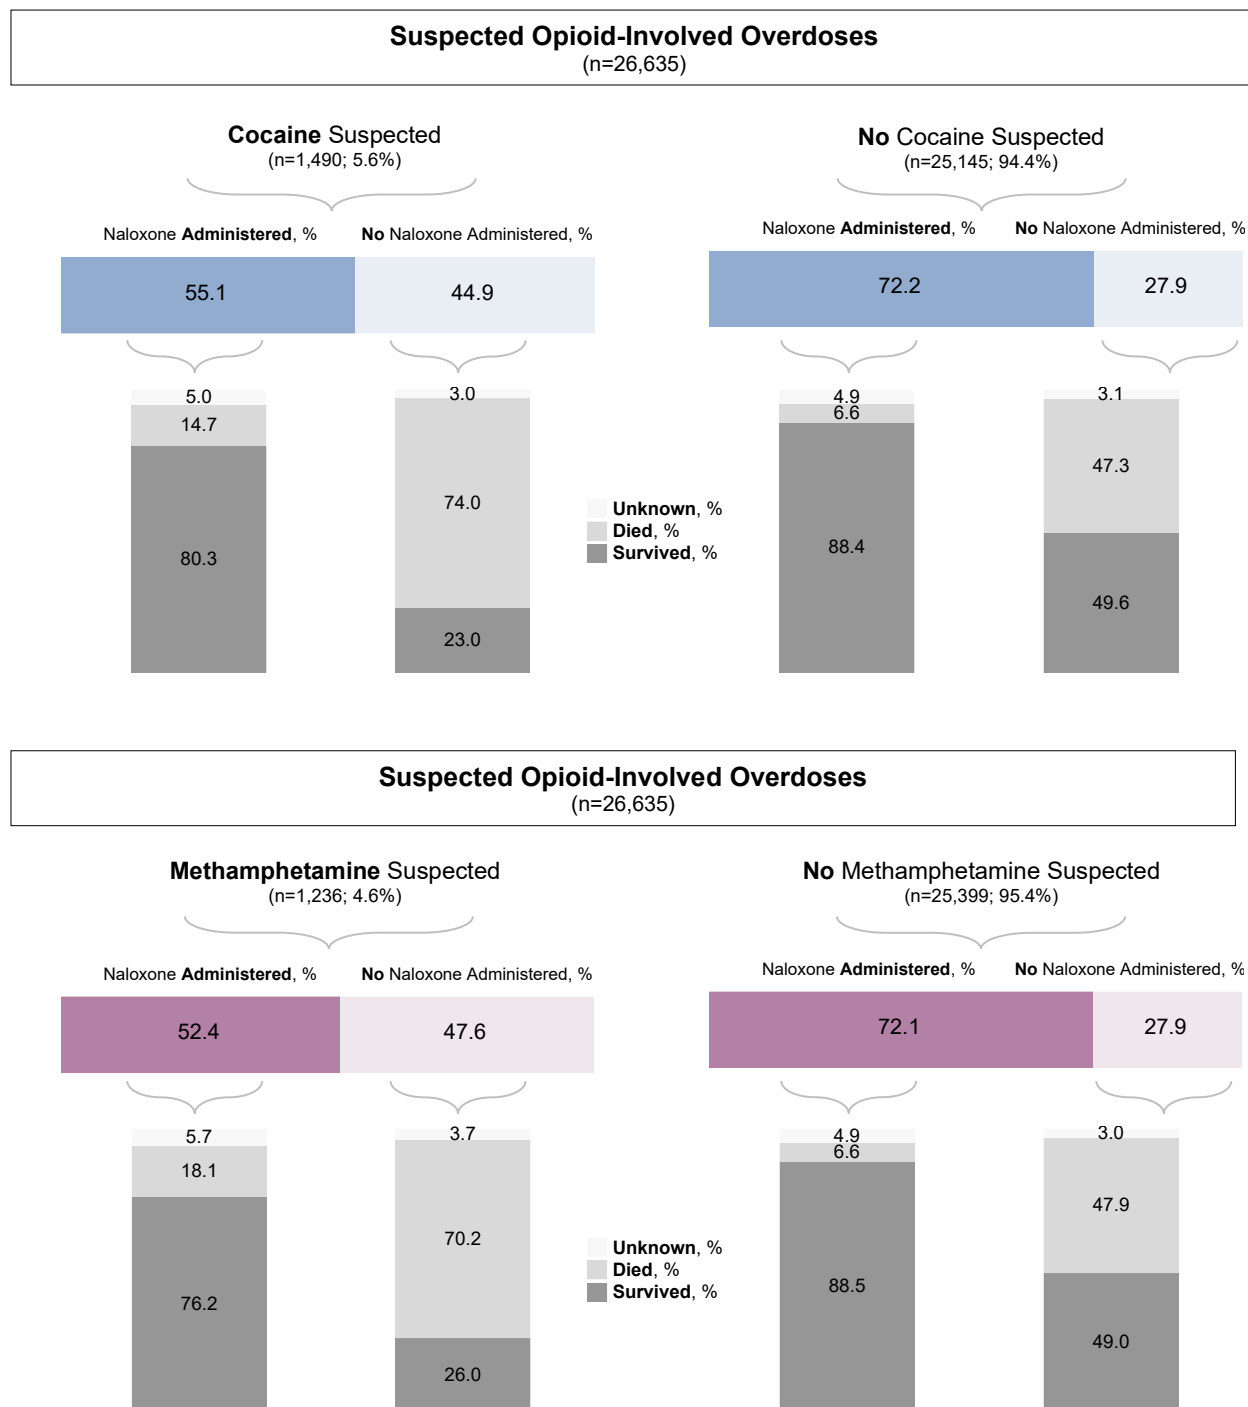 Suspected Opioid-Involved Overdoses
(n=26,635)
Cocaine Suspected
(n=1,490; 5.6%)
No Cocaine Suspected
(n=25,145; 94.4%)
Naloxone Administered, %
No Naloxone Administered, %
Naloxone Administered, %
No Naloxone Administered, %
55.1
44.9
72.2
27.9
5.0
14.7
80.3
3.0
74.0
23.0
Unknown, %
Died, %
Survived, %
4.9
6.6
88.4
3.1
47.3
49.6
Suspected Opioid-Involved Overdoses
(n=26,635)
Methamphetamine Suspected
(n=1,236; 4.6%)
No Methamphetamine Suspected
(n=25,399; 95.4%)
Naloxone Administered, %
No Naloxone Administered, %
Naloxone Administered, %
No Naloxone Administered, %
52.4
47.6
72.1
27.9
5.7
18.1
76.2
3.7
70.2
26.0
Unknown, %
Died, %
Survived, %
4.9
6.6
88.5
3.0
47.9
49.0